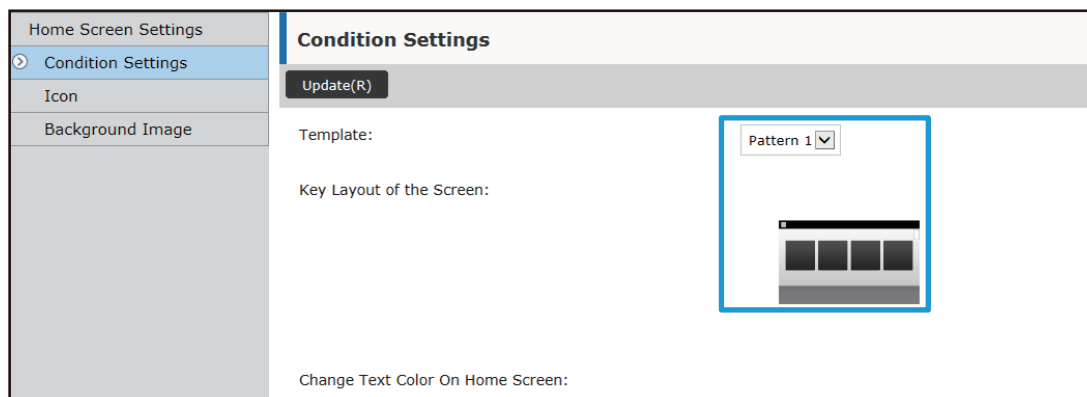 Home Screen Settings
Condition Settings
Icon
Background Image
Condition Settings
Update(R)
Template:
Pattern 1
Key Layout of the Screen:
Change Text Color On Home Screen: